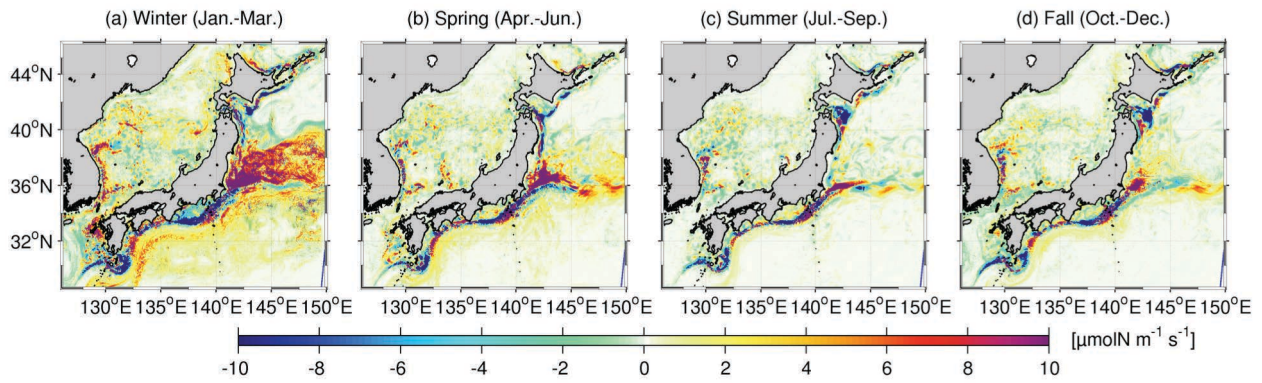 (a) Winter (Jan.-Mar.) (b) Spring (Apr.-Jun.) (c) Summer (Jul.-Sep.) (d) Fall (Oct.-Dec.)
44°N
40°N
36°N
32°N
130°E 135°E 140°E 145°E 150°E 130°E 135°E 140°E 145°E 150°E 130°E 135°E 140°E 145°E 150°E 130°E 135°E 140°E 145°E 150°E
-10 -8 -6 -4 -2 0 2 4 6 8 10 [μmolN m⁻¹ s⁻¹]